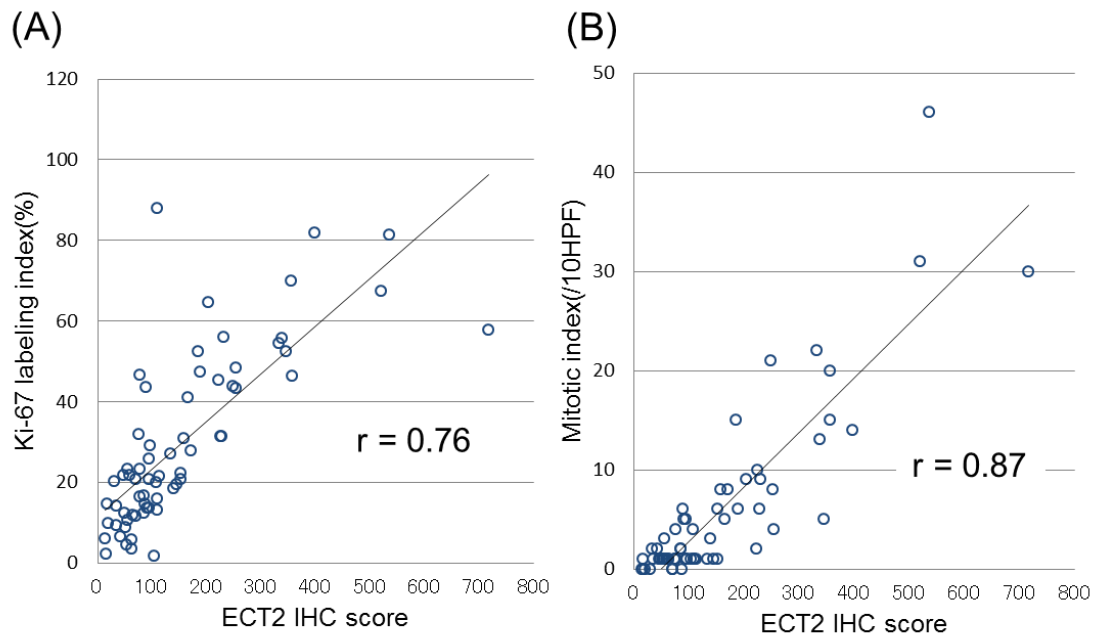 (A)
(B)
120
100
80
60
40
20
0
Ki-67 labeling index(%)
r = 0.76
0 100 200 300 400 500 600 700 800
ECT2 IHC score
50
40
30
20
10
0
Mitotic index(/10HPF)
r = 0.87
0 100 200 300 400 500 600 700 800
ECT2 IHC score